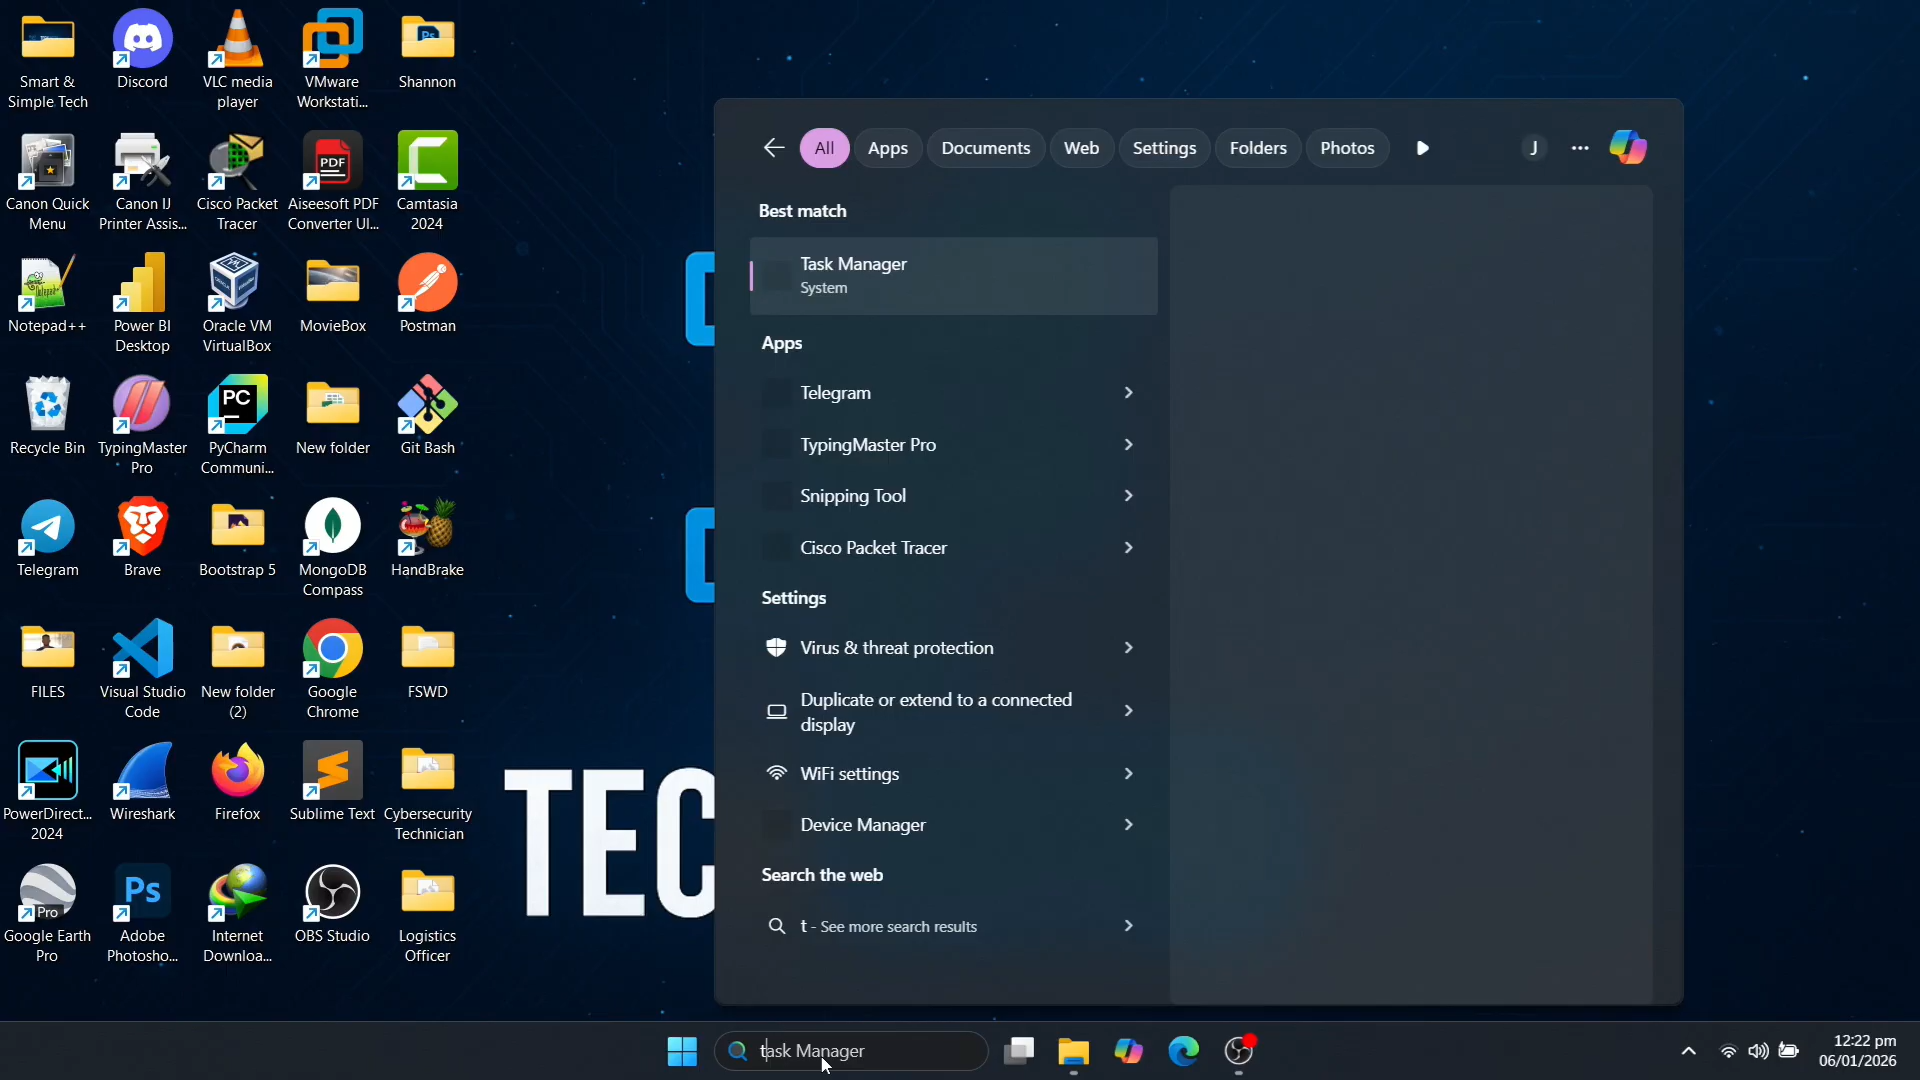 Smart &
Simple Tech
Discord
VLC media
player
VMware
Workstati...
Shannon
Canon Quick
Menu
Canon IJ
Printer Assis...
Cisco Packet
Tracer
PDF
Aiseesoft PDF
Converter Ul...
Camtasia
2024
Notepad++
Power BI
Desktop
Oracle VM
VirtualBox
MovieBox
Postman
Recycle Bin
TypingMaster
Pro
PC
PyCharm
Communi...
New folder
Git Bash
Telegram
Brave
Bootstrap 5
MongoDB
Compass
HandBrake
FILES
Visual Studio
Code
New folder
(2)
Google
Chrome
FSWD
PowerDirect...
2024
Wireshark
Firefox
Sublime Text
Cybersecurity
Technician
Pro
Google Earth
Pro
Ps
Adobe
Photosho...
Internet
Downloa...
OBS Studio
Logistics
Officer
TEC
All
Apps
Documents
Web
Settings
Folders
Photos
J
Best match
Task Manager
System
Apps
Telegram
TypingMaster Pro
Snipping Tool
Cisco Packet Tracer
Settings
Virus & threat protection
Duplicate or extend to a connected
display
WiFi settings
Device Manager
Search the web
t - See more search results
task Manager
12:22 pm
06/01/2026